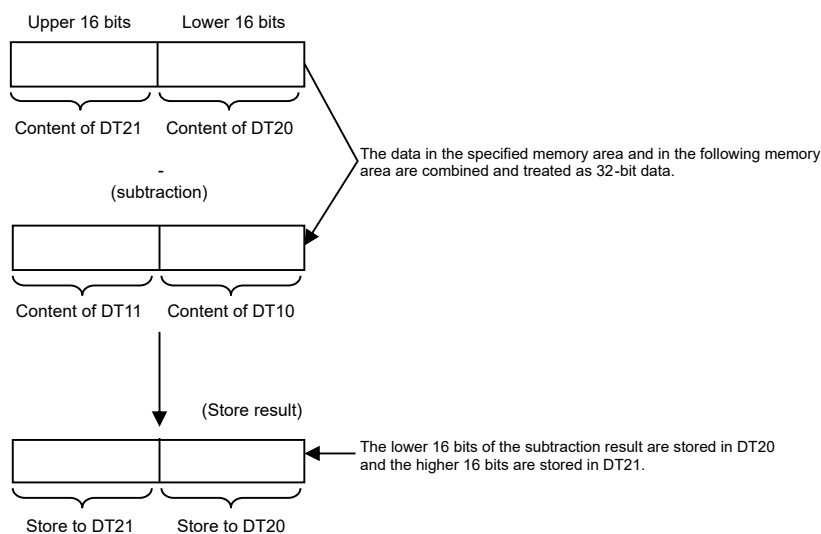 Upper 16 bits Lower 16 bits
Content of DT21 Content of DT20
The data in the specified memory area and in the following memory
area are combined and treated as 32-bit data.
-
(subtraction)
Content of DT11 Content of DT10
(Store result)
The lower 16 bits of the subtraction result are stored in DT20
and the higher 16 bits are stored in DT21.
Store to DT21 Store to DT20